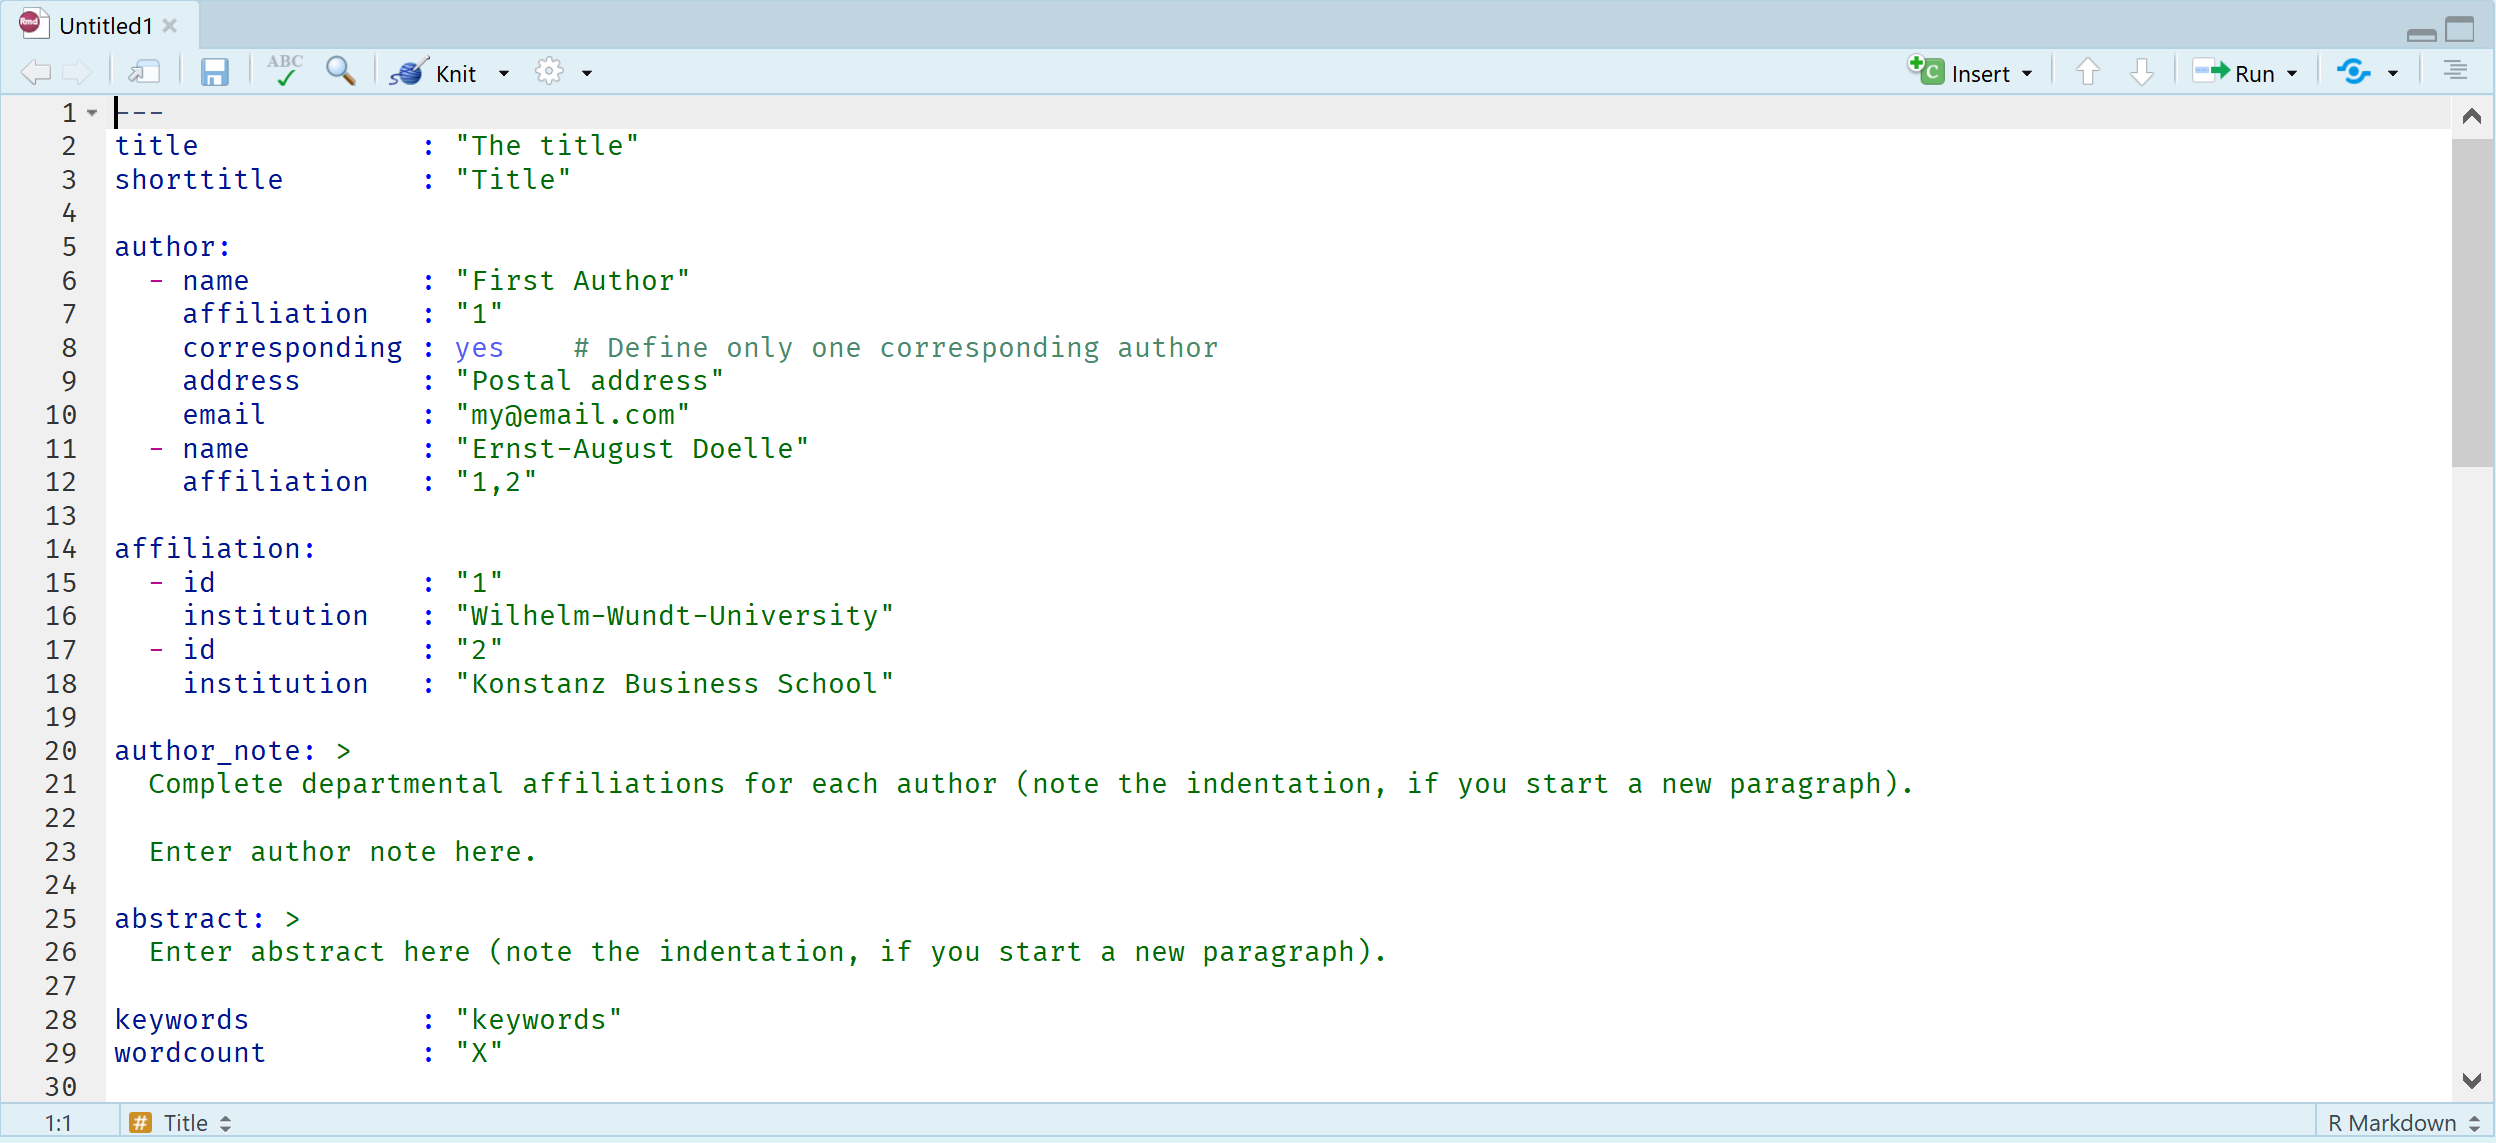 Rmd Untitled1
ABC Knit Insert Run
1 ---
2 title : "The title"
3 shorttitle : "Title"
4
5 author:
6 - name : "First Author"
7 affiliation : "1"
8 corresponding : yes # Define only one corresponding author
9 address : "Postal address"
10 email : "my@email.com"
11 - name : "Ernst-August Doelle"
12 affiliation : "1,2"
13
14 affiliation:
15 - id : "1"
16 institution : "Wilhelm-Wundt-University"
17 - id : "2"
18 institution : "Konstanz Business School"
19
20 author_note: >
21 Complete departmental affiliations for each author (note the indentation, if you start a new paragraph).
22
23 Enter author note here.
24
25 abstract: >
26 Enter abstract here (note the indentation, if you start a new paragraph).
27
28 keywords : "keywords"
29 wordcount : "X"
30
1:1 # Title R Markdown